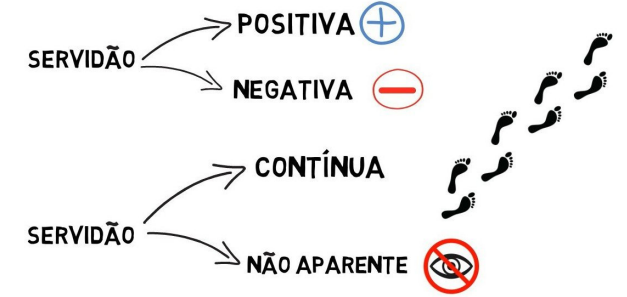 POSITIVA
SERVIDÃO
NEGATIVA
CONTÍNUA
SERVIDÃO
NÃO APARENTE